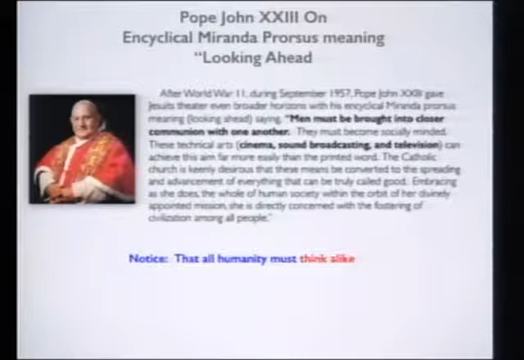 Pope John XXIII On
Encyclical Miranda Prorsus meaning
"Looking Ahead
After World War 11, during September 1957, Pope John XXIII gave
Jesuits theater even broader horizons with his encyclical Miranda prorsus
meaning (looking ahead) saying, "Men must be brought into closer
communion with one another. They must become socially minded.
These technical arts (cinema, sound broadcasting, and television) can
achieve this aim far more easily than the printed word. The Catholic
church is keenly desirous that these means be converted to the spreading
and advancement of everything that can be truly called good. Embracing
as she does, the whole of human society within the orbit of her divinely
appointed mission, she is directly concerned with the fostering of
civilization among all people."
Notice: That all humanity must think alike